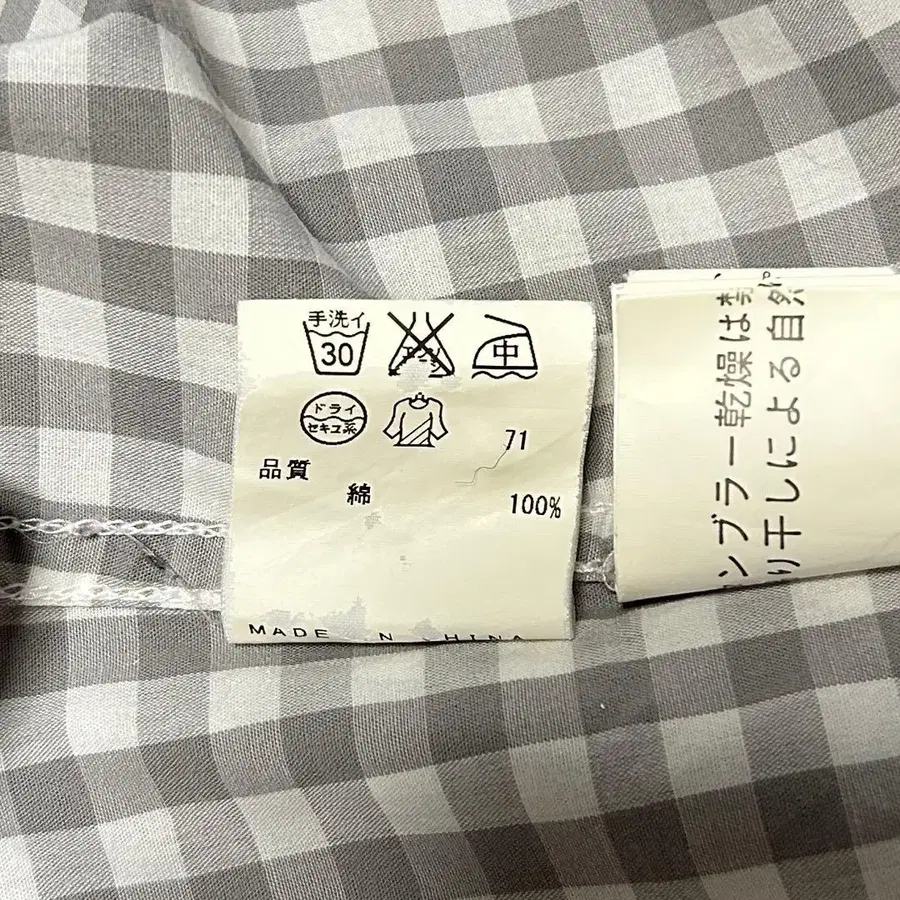 手洗イ
30
中
ドライ
セキユ系
71
品質
綿
100%
MADE IN CHINA
ンブラー乾燥は
り干しによる自然